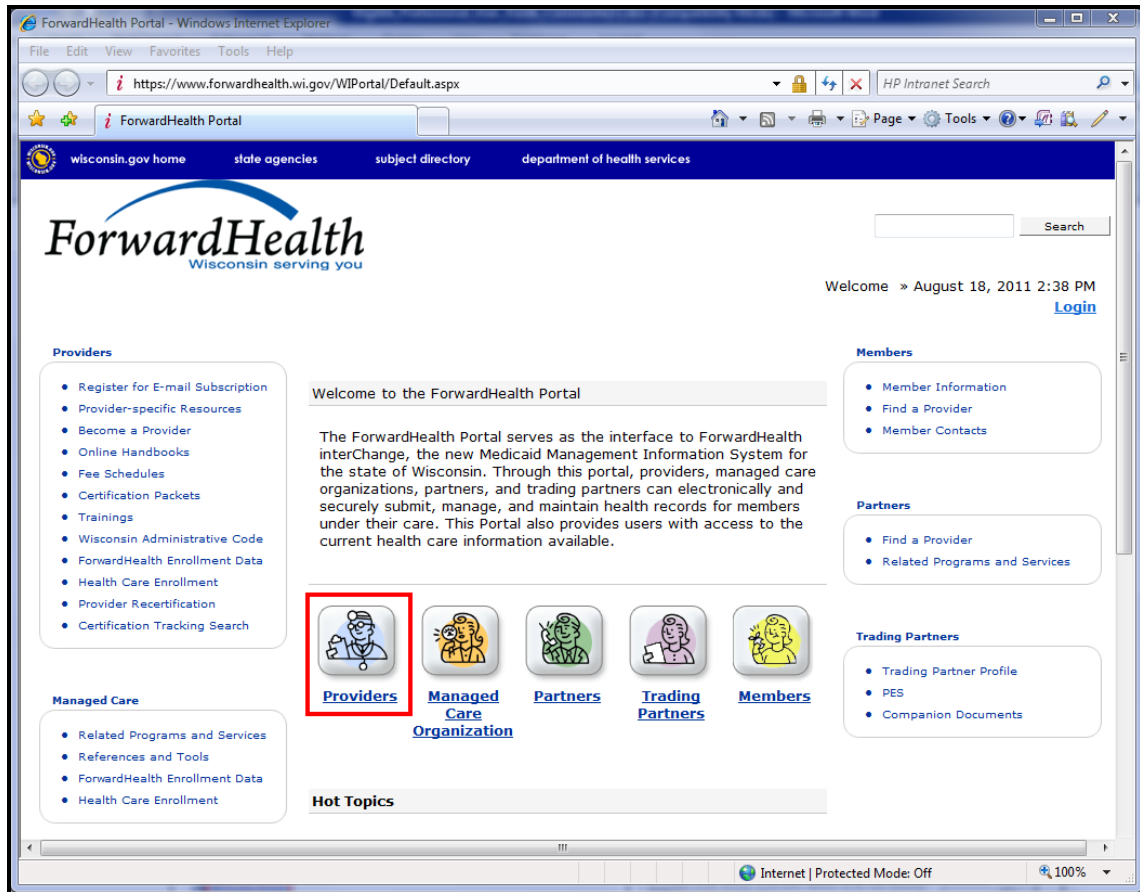 ForwardHealth Portal - Windows Internet Explorer
File Edit View Favorites Tools Help
https://www.forwardhealth.wi.gov/WIPortal/Default.aspx
HP Intranet Search
ForwardHealth Portal
Page Tools
wisconsin.gov home state agencies subject directory department of health services
ForwardHealth
Wisconsin serving you
Search
Welcome » August 18, 2011 2:38 PM
Login
Providers
Register for E-mail Subscription
Provider-specific Resources
Become a Provider
Online Handbooks
Fee Schedules
Certification Packets
Trainings
Wisconsin Administrative Code
ForwardHealth Enrollment Data
Health Care Enrollment
Provider Recertification
Certification Tracking Search
Managed Care
Related Programs and Services
References and Tools
ForwardHealth Enrollment Data
Health Care Enrollment
Welcome to the ForwardHealth Portal
The ForwardHealth Portal serves as the interface to ForwardHealth
interChange, the new Medicaid Management Information System for
the state of Wisconsin. Through this portal, providers, managed care
organizations, partners, and trading partners can electronically and
securely submit, manage, and maintain health records for members
under their care. This Portal also provides users with access to the
current health care information available.
Providers
Managed
Care
Organization
Partners
Trading
Partners
Members
Hot Topics
Members
Member Information
Find a Provider
Member Contacts
Partners
Find a Provider
Related Programs and Services
Trading Partners
Trading Partner Profile
PES
Companion Documents
Internet | Protected Mode: Off
100%